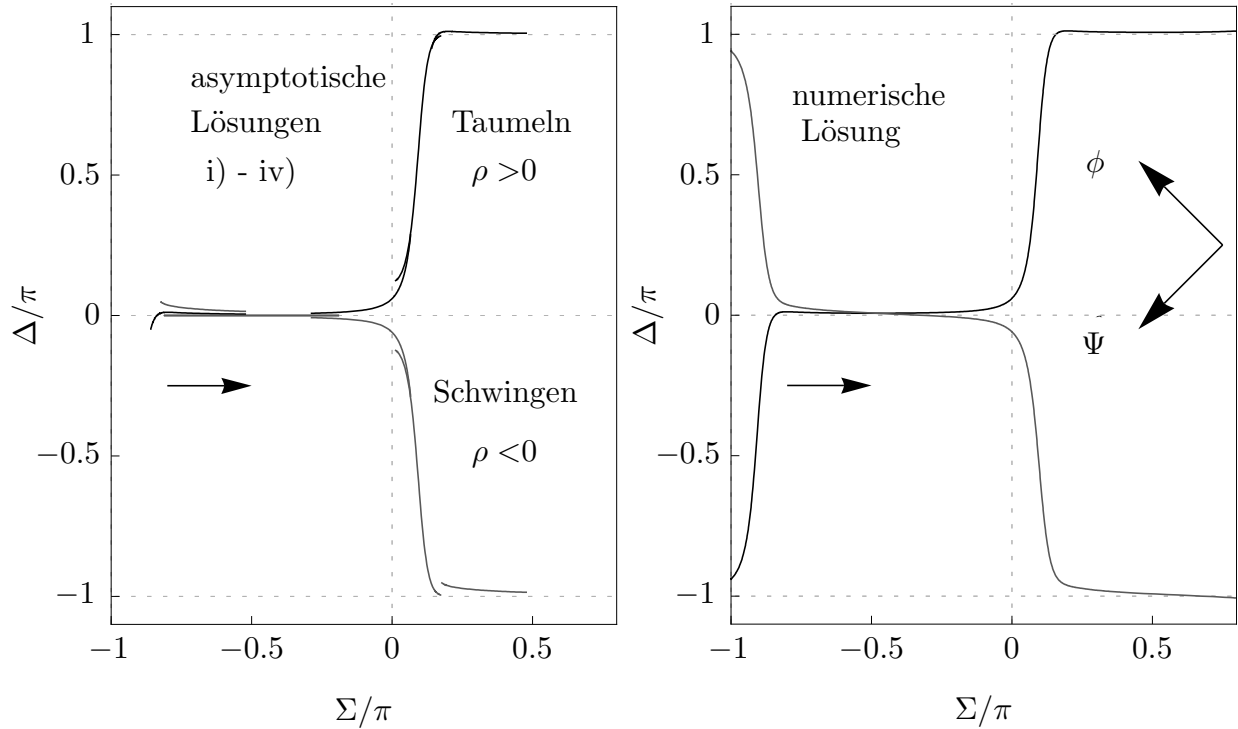 1
0.5
0
−0.5
−1
Δ/π
asymptotische
Lösungen
i) - iv)
Taumeln
ρ >0
Schwingen
ρ <0
−1
−0.5
0
0.5
Σ/π
1
0.5
0
−0.5
−1
Δ/π
numerische
Lösung
ϕ
Ψ̄
−1
−0.5
0
0.5
Σ/π